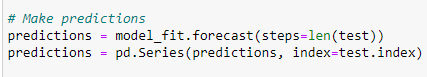 # Make predictions
predictions = model_fit.forecast(steps=len(test))
predictions = pd.Series(predictions, index=test.index)